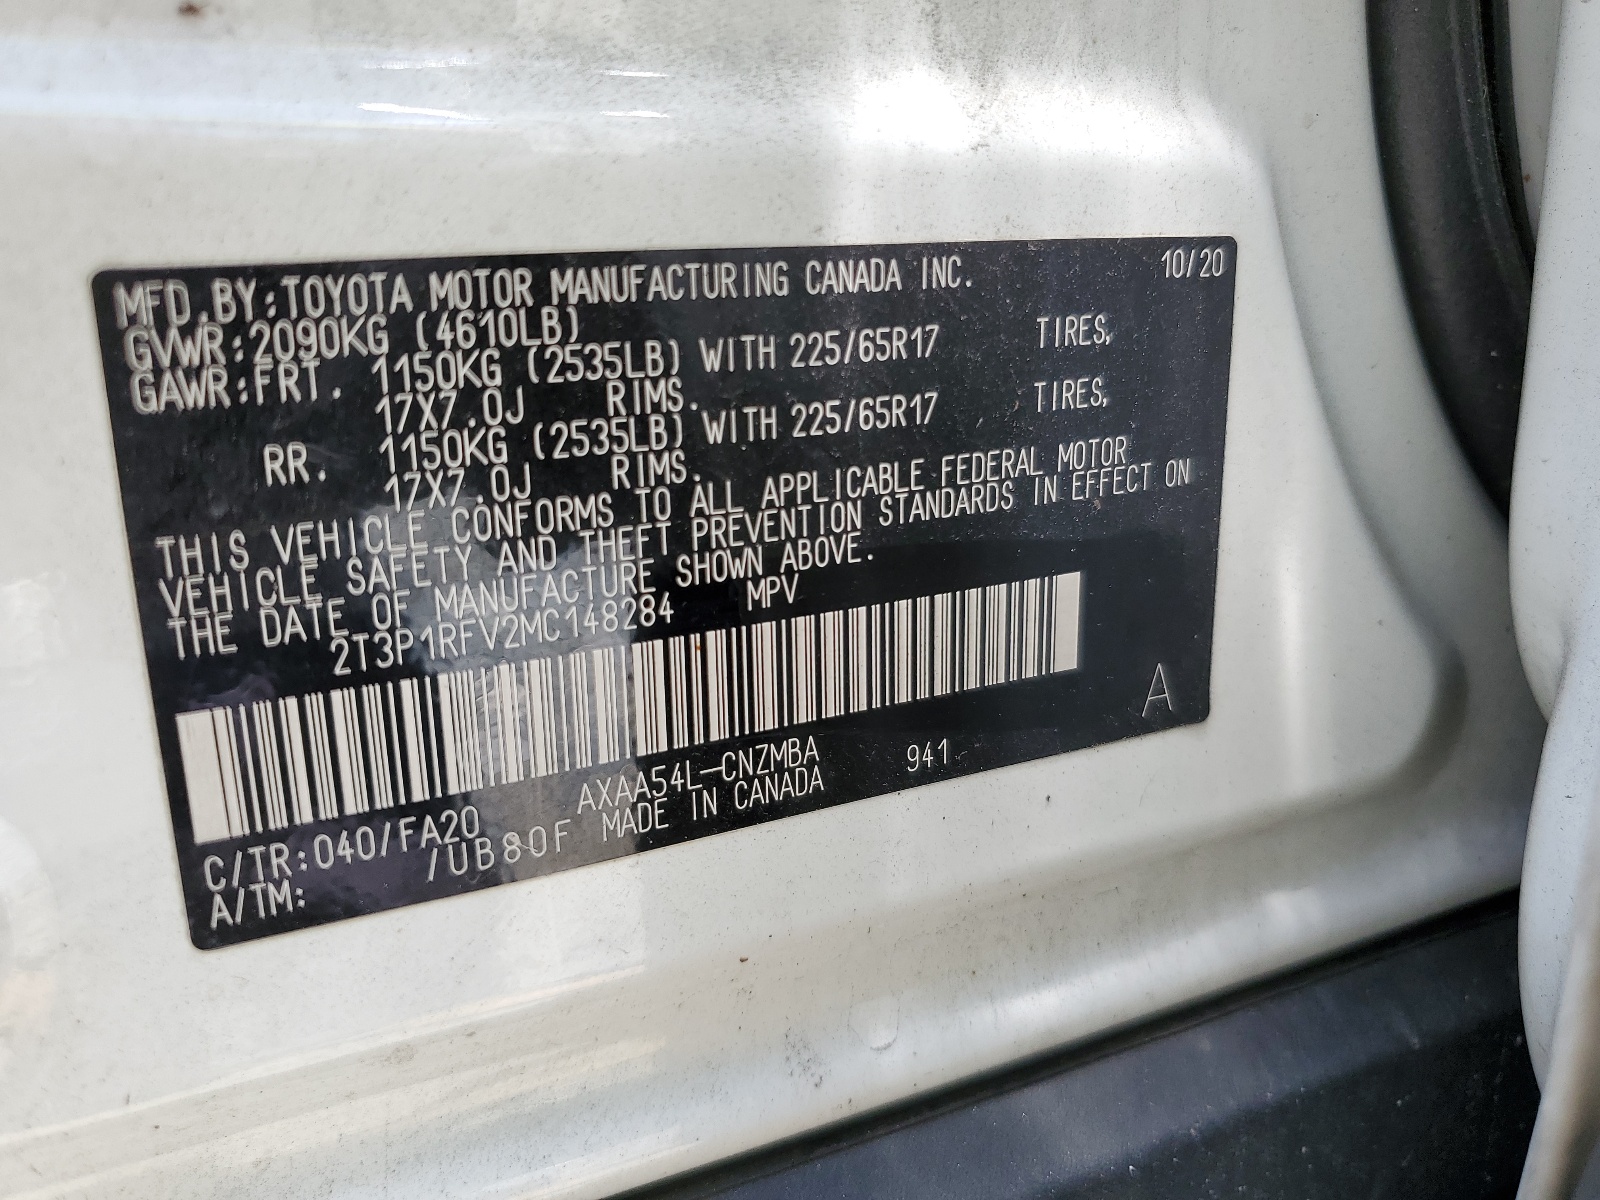 MFD.BY:TOYOTA MOTOR MANUFACTURING CANADA INC. 10/20
GVWR:2090KG (4610LB)
GAWR:FRT. 1150KG (2535LB) WITH 225/65R17 TIRES,
17X7.0J RIMS.
RR. 1150KG (2535LB) WITH 225/65R17 TIRES,
17X7.0J RIMS.
THIS VEHICLE CONFORMS TO ALL APPLICABLE FEDERAL MOTOR
VEHICLE SAFETY AND THEFT PREVENTION STANDARDS IN EFFECT ON
THE DATE OF MANUFACTURE SHOWN ABOVE.
2T3P1RFV2MC148284 MPV
A
AXAA54L-CNZMBA 941
C/TR:040/FA20 MADE IN CANADA
A/TM: /UB80F